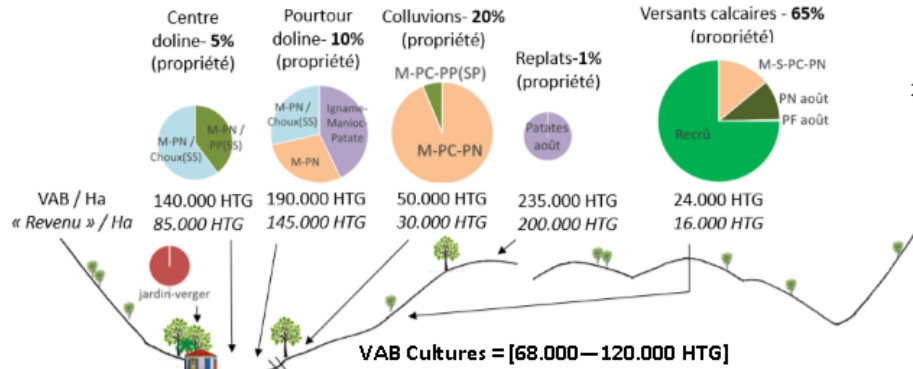 Centre
doline- 5%
(propriété)
Pourtour
doline- 10%
(propriété)
Colluvions- 20%
(propriété)
Replats-1%
(propriété)
Versants calcaires - 65%
(propriété)
M-PN /
Choux(SS)
M-PN /
PP(SS)
M-PN /
Choux(SS)
Igname-
Manioc-
Patate
M-PN
M-PC-PP(SP)
M-PC-PN
Patates
août
M-S-PC-PN
PN août
PF août
Recrû
VAB / Ha
140.000 HTG
190.000 HTG
50.000 HTG
235.000 HTG
24.000 HTG
« Revenu » / Ha
85.000 HTG
145.000 HTG
30.000 HTG
200.000 HTG
16.000 HTG
jardin-verger
VAB Cultures = [68.000—120.000 HTG]